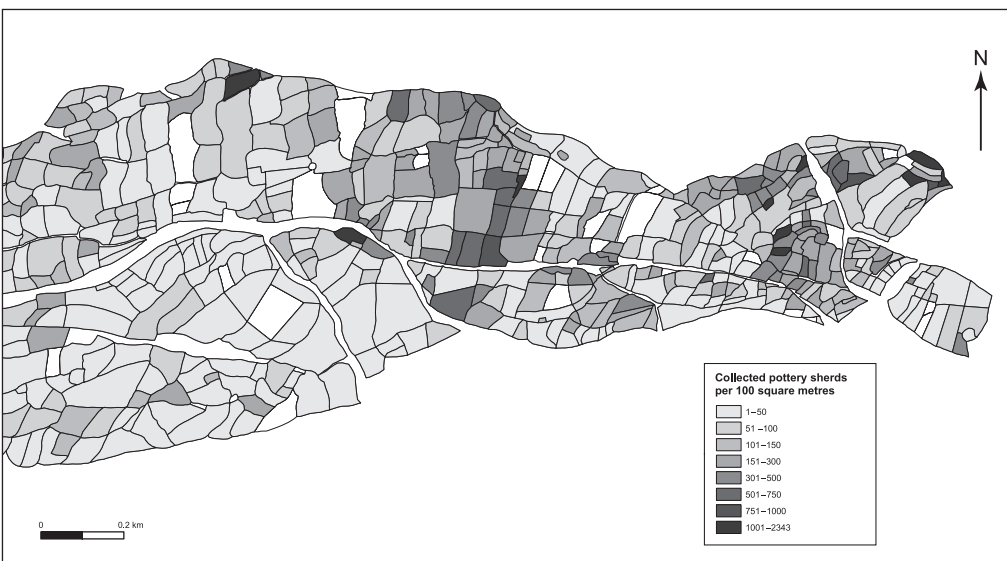 N
Collected pottery sherds
per 100 square metres
1–50
51–100
101–150
151–300
301–500
501–750
751–1000
1001–2343
0 0.2 km